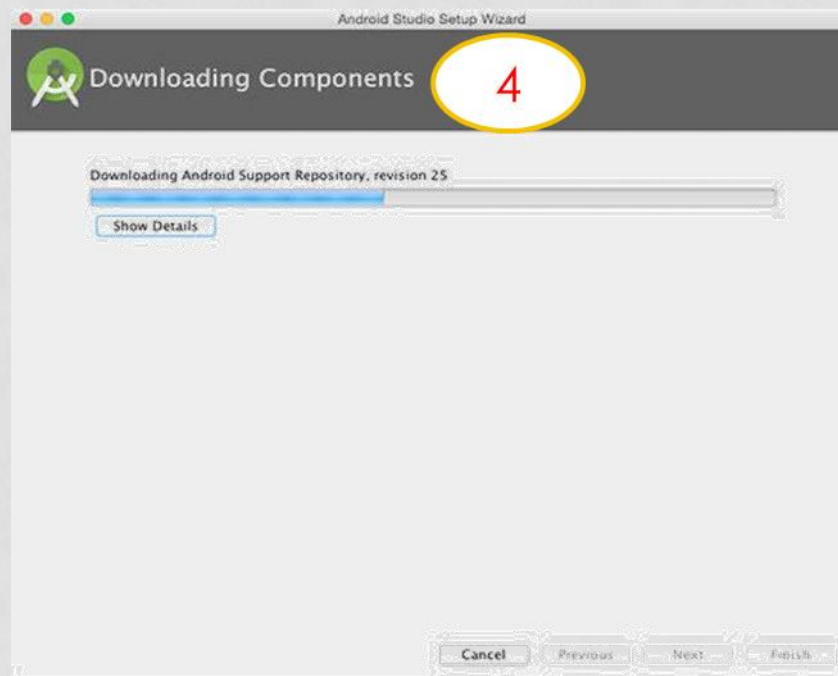 Android Studio Setup Wizard
Downloading Components
4
Downloading Android Support Repository, revision 25
Show Details
Cancel Previous Next Finish